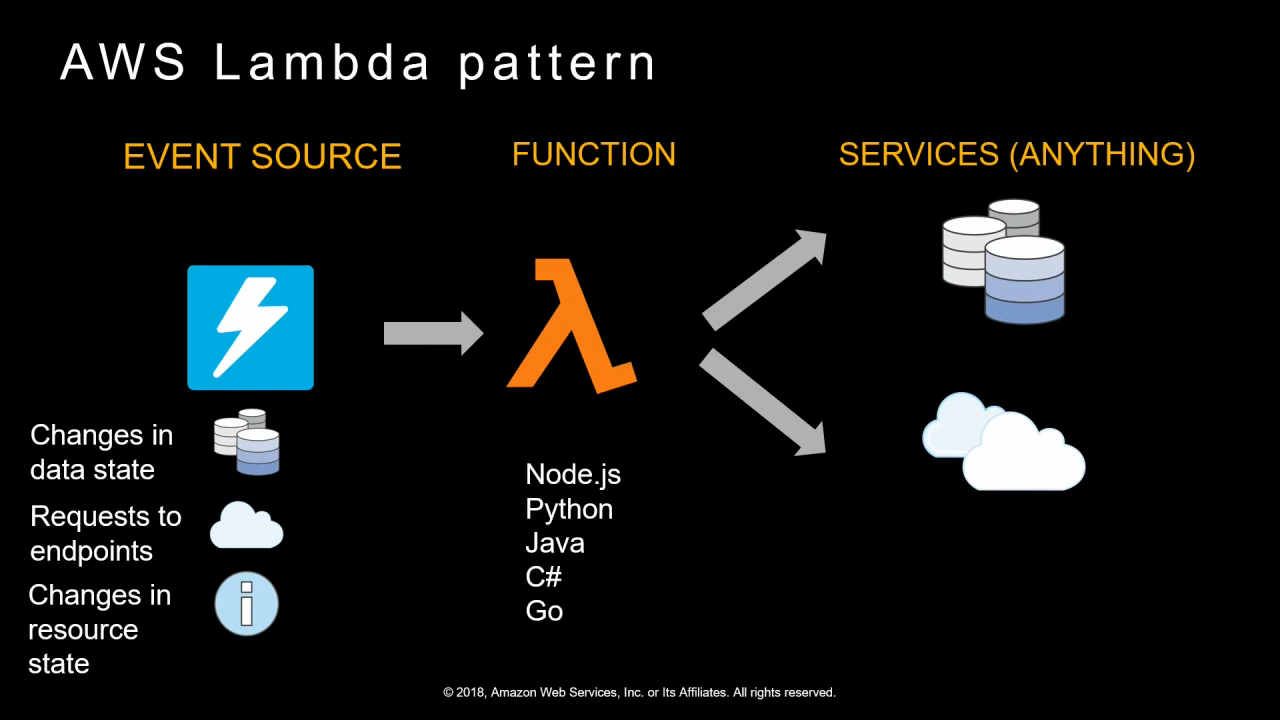 AWS Lambda pattern
EVENT SOURCE
FUNCTION
SERVICES (ANYTHING)
Changes in
data state
Requests to
endpoints
Changes in
resource
state
Node.js
Python
Java
C#
Go
© 2018, Amazon Web Services, Inc. or Its Affiliates. All rights reserved.